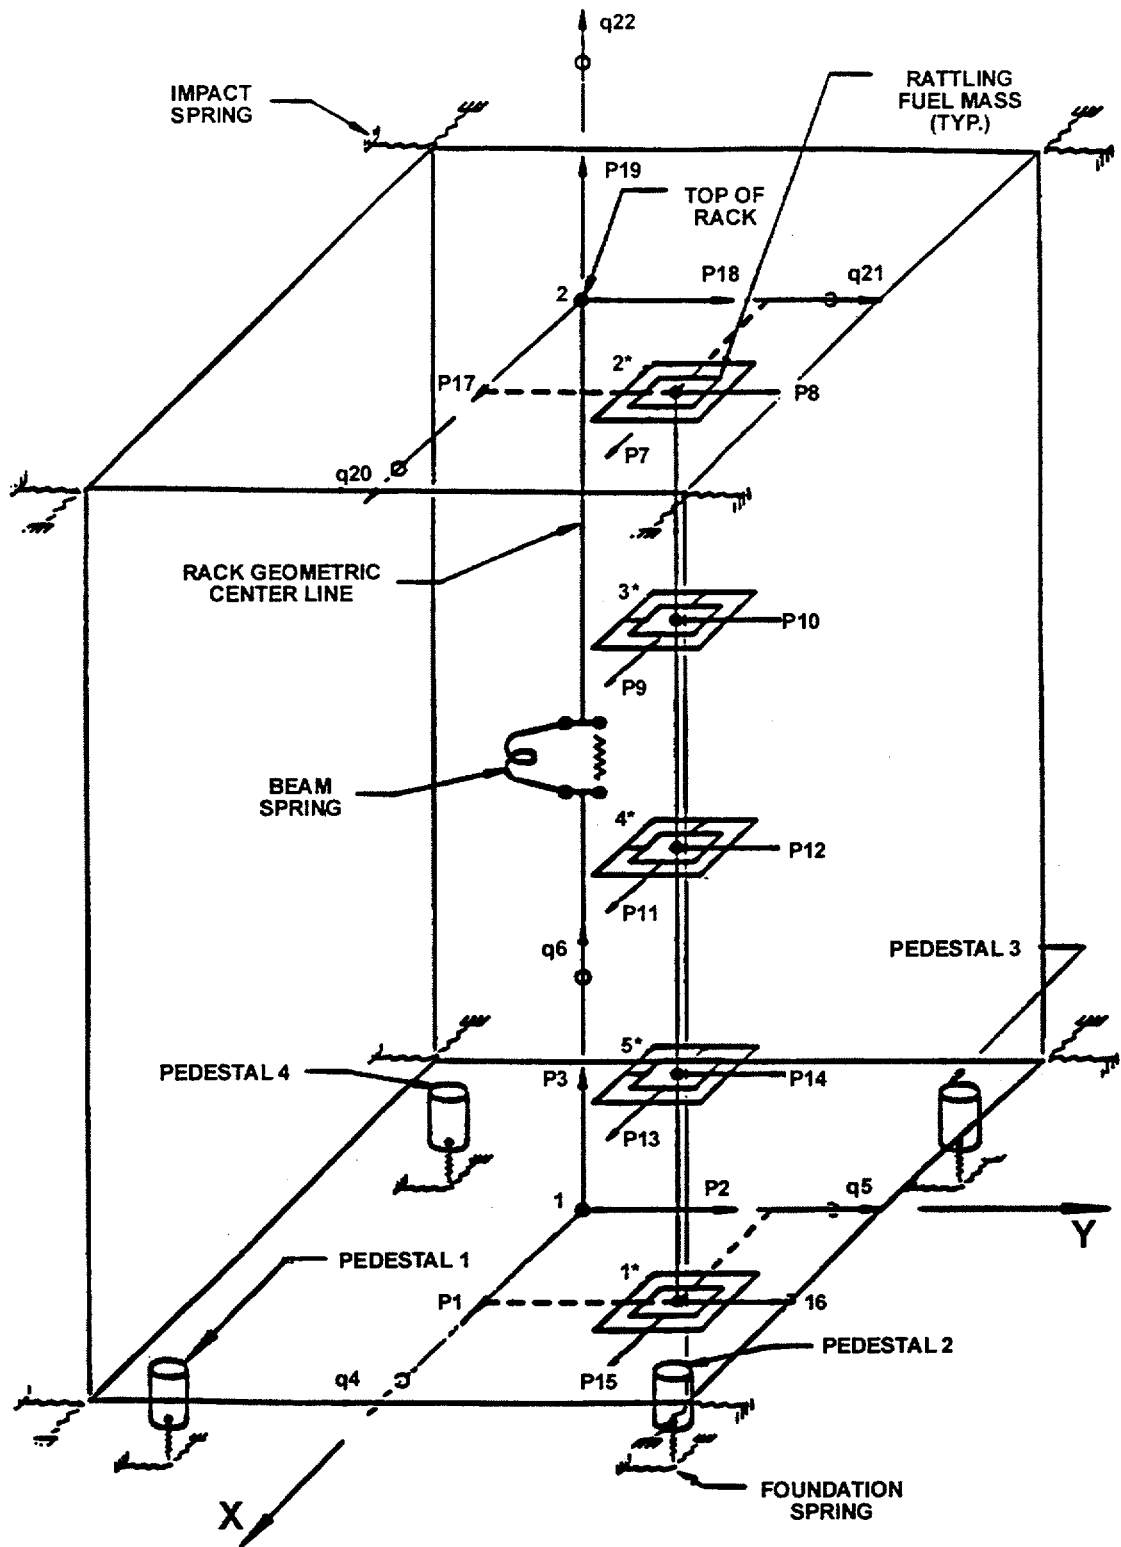 q22
IMPACT
SPRING
RATTLING
FUEL MASS
(TYP.)
P19
TOP OF
RACK
P18
q21
2
2*
P17
P8
P7
q20
RACK GEOMETRIC
CENTER LINE
3*
P10
P9
BEAM
SPRING
4*
P12
P11
q6
PEDESTAL 3
5*
PEDESTAL 4
P3
P14
P13
1
P2
q5
Y
PEDESTAL 1
1*
P1
16
PEDESTAL 2
q4
P15
X
FOUNDATION
SPRING